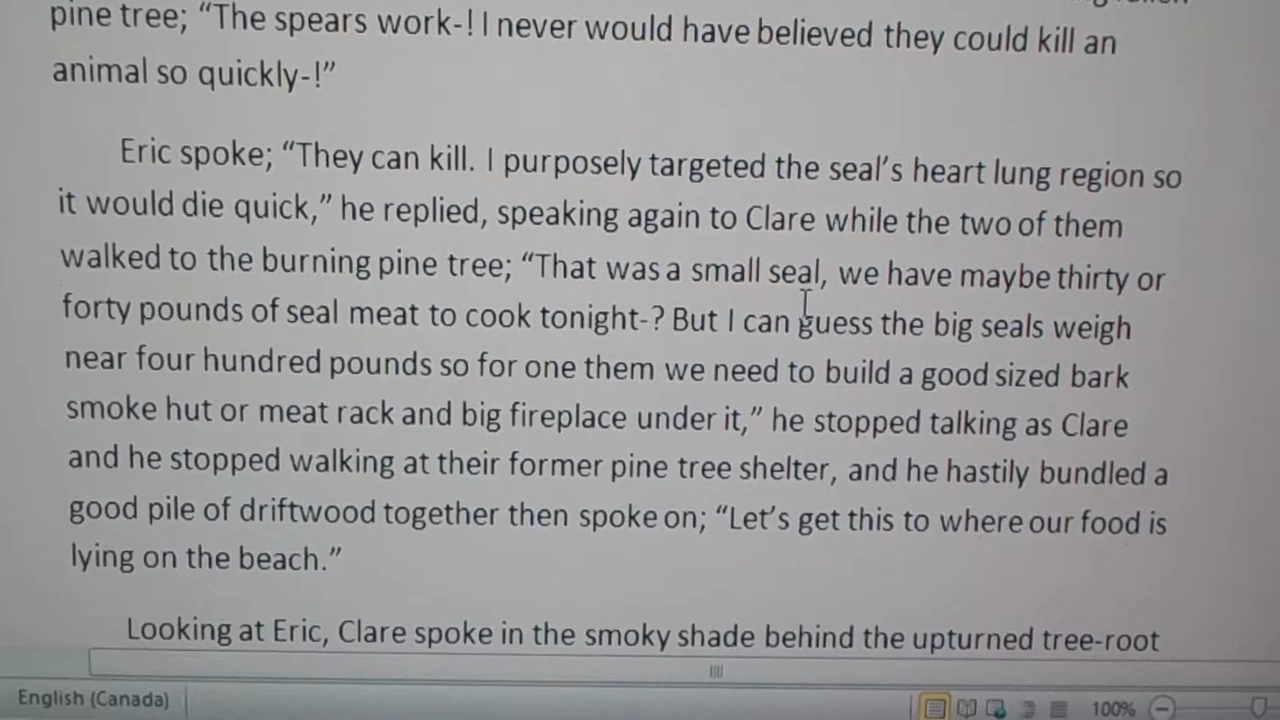 pine tree; “The spears work-! I never would have believed they could kill an
animal so quickly-!”
Eric spoke; “They can kill. I purposely targeted the seal’s heart lung region so
it would die quick,” he replied, speaking again to Clare while the two of them
walked to the burning pine tree; “That was a small seal, we have maybe thirty or
forty pounds of seal meat to cook tonight-? But I can guess the big seals weigh
near four hundred pounds so for one them we need to build a good sized bark
smoke hut or meat rack and big fireplace under it,” he stopped talking as Clare
and he stopped walking at their former pine tree shelter, and he hastily bundled a
good pile of driftwood together then spoke on; “Let’s get this to where our food is
lying on the beach.”
Looking at Eric, Clare spoke in the smoky shade behind the upturned tree-root
English (Canada)
100%